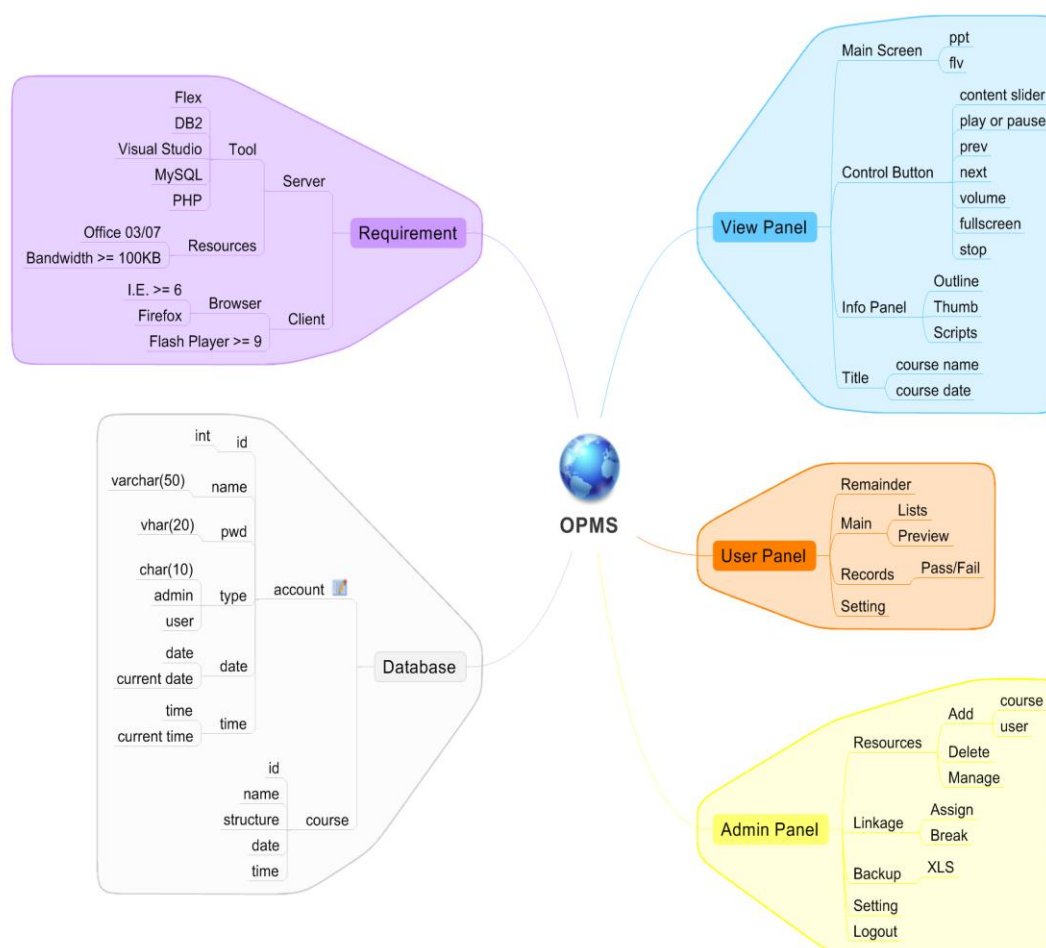 OPMS
Requirement
Server
Tool
Flex
DB2
Visual Studio
MySQL
PHP
Resources
Office 03/07
Bandwidth >= 100KB
Client
Browser
I.E. >= 6
Firefox
Flash Player >= 9
View Panel
Main Screen
ppt
flv
Control Button
content slider
play or pause
prev
next
volume
fullscreen
stop
Info Panel
Outline
Thumb
Scripts
Title
course name
course date
Database
account
id
int
name
varchar(50)
pwd
vhar(20)
type
char(10)
admin
user
date
date
current date
time
time
current time
course
id
name
structure
date
time
User Panel
Remainder
Main
Lists
Preview
Records
Pass/Fail
Setting
Admin Panel
Resources
Add
course
user
Delete
Manage
Linkage
Assign
Break
Backup
XLS
Setting
Logout